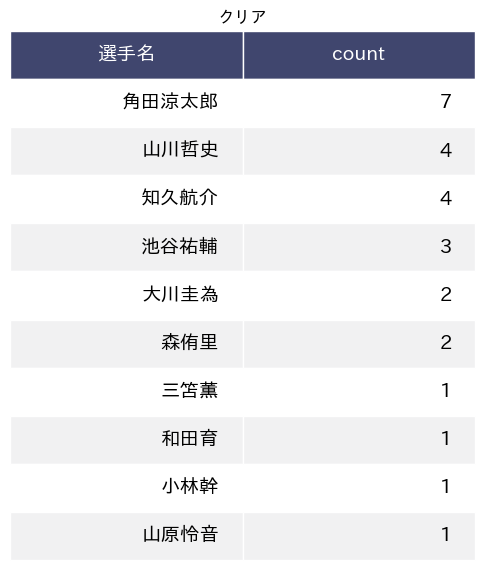 クリア
選手名 count
角田涼太郎 7
山川哲史 4
知久航介 4
池谷祐輔 3
大川圭為 2
森侑里 2
三笘薫 1
和田育 1
小林幹 1
山原怜音 1